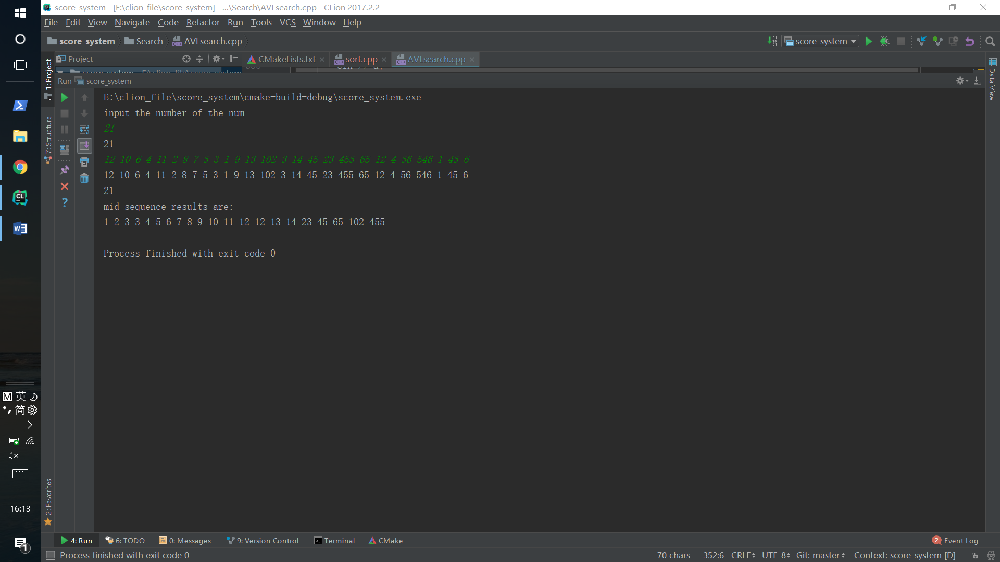 score_system - [E:\clion_file\score_system] - ...\Search\AVLsearch.cpp - CLion 2017.2.2
File Edit View Navigate Code Refactor Run Tools VCS Window Help
score_system Search AVLsearch.cpp score_system
Project CMakeLists.txt sort.cpp AVLsearch.cpp
Run score_system
E:\clion_file\score_system\cmake-build-debug\score_system.exe
input the number of the num
21
21
12 10 6 4 11 2 8 7 5 3 1 9 13 102 3 14 45 23 455 65 12 4 56 546 1 45 6
12 10 6 4 11 2 8 7 5 3 1 9 13 102 3 14 45 23 455 65 12 4 56 546 1 45 6
21
mid sequence results are:
1 2 3 3 4 5 6 7 8 9 10 11 12 12 13 14 23 45 65 102 455
Process finished with exit code 0
1: Project
7: Structure
2: Favorites
Data View
M 英
简
16:13
1
4: Run 6: TODO 0: Messages 9: Version Control Terminal CMake 2 Event Log
Process finished with exit code 0 70 chars 352:6 CRLF UTF-8 Git: master Context: score_system [D]